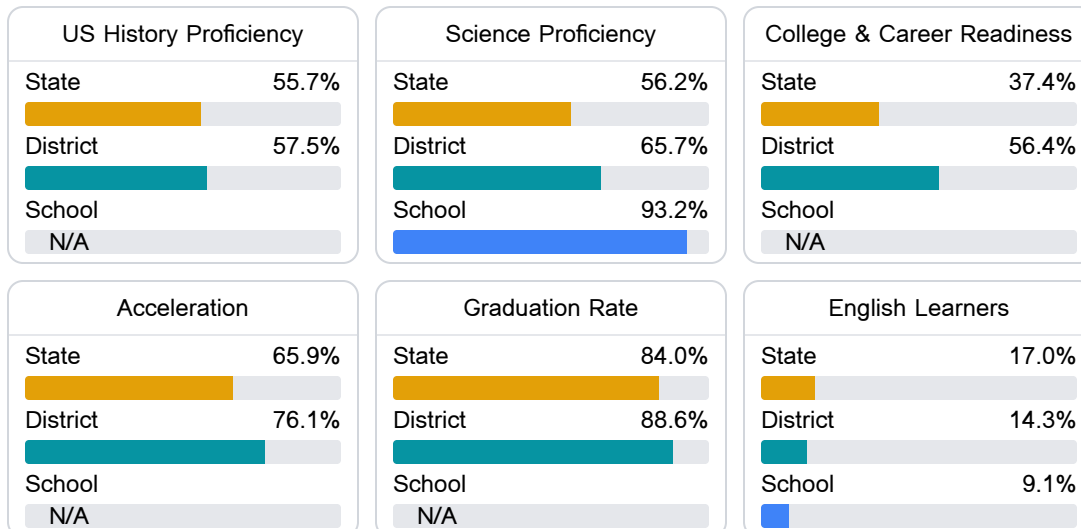 US History Proficiency
State 55.7%
District 57.5%
School
N/A
Science Proficiency
State 56.2%
District 65.7%
School 93.2%
College & Career Readiness
State 37.4%
District 56.4%
School
N/A
Acceleration
State 65.9%
District 76.1%
School
N/A
Graduation Rate
State 84.0%
District 88.6%
School
N/A
English Learners
State 17.0%
District 14.3%
School 9.1%